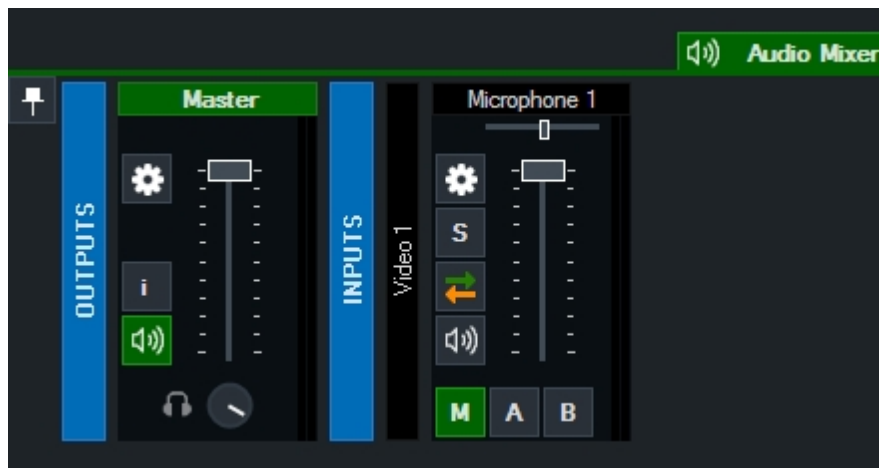 Audio Mixer
OUTPUTS
Master
i
INPUTS
Video 1
Microphone 1
S
M A B